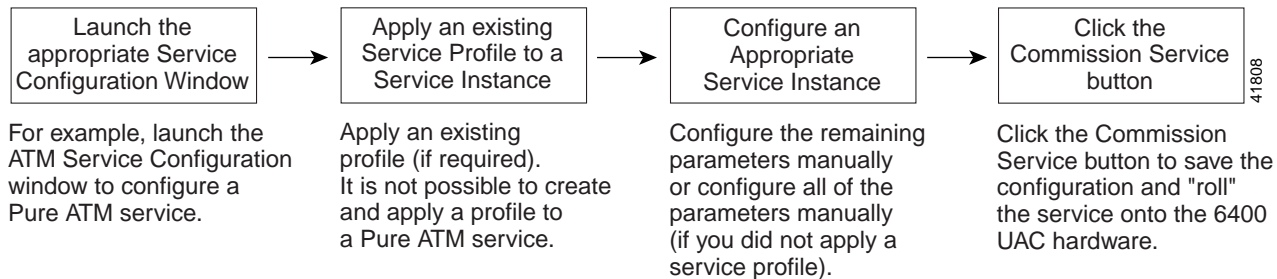 Launch the
appropriate Service
Configuration Window
Apply an existing
Service Profile to a
Service Instance
Configure an
Appropriate
Service Instance
Click the
Commission Service
button
41808
For example, launch the
ATM Service Configuration
window to configure a
Pure ATM service.
Apply an existing
profile (if required).
It is not possible to create
and apply a profile to
a Pure ATM service.
Configure the remaining
parameters manually
or configure all of the
parameters manually
(if you did not apply a
service profile).
Click the Commission
Service button to save the
configuration and "roll"
the service onto the 6400
UAC hardware.